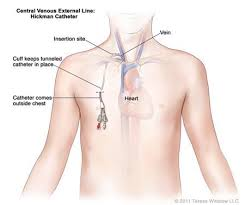 Central Venous External Line:
Hickman Catheter
Vein
Insertion site
Cuff keeps tunneled
catheter in place
Heart
Catheter comes
outside chest
© 2011 Terese Winslow LLC